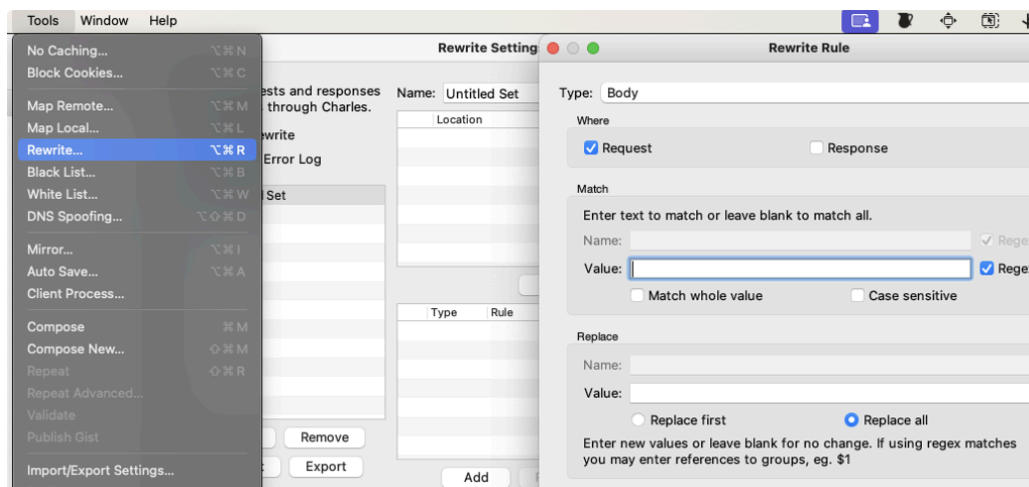 Tools Window Help
No Caching... ⌥⌘N
Block Cookies... ⌥⌘C
Map Remote... ⌥⌘M
Map Local... ⌥⌘L
Rewrite... ⌥⌘R
Black List... ⌥⌘B
White List... ⌥⌘W
DNS Spoofing... ⌥⇧⌘D
Mirror... ⌥⌘I
Auto Save... ⌥⌘A
Client Process...
Compose ⌘M
Compose New... ⇧⌘M
Repeat ⇧⌘R
Repeat Advanced...
Validate
Publish Gist
Import/Export Settings...
Rewrite Setting
ests and responses
through Charles.
ewrite
Error Log
Set
Remove
Export
Name: Untitled Set
Location
Type Rule
Add
Rewrite Rule
Type: Body
Where
Request Response
Match
Enter text to match or leave blank to match all.
Name: Rege
Value: Regex
Match whole value Case sensitive
Replace
Name:
Value:
Replace first Replace all
Enter new values or leave blank for no change. If using regex matches
you may enter references to groups, eg. $1